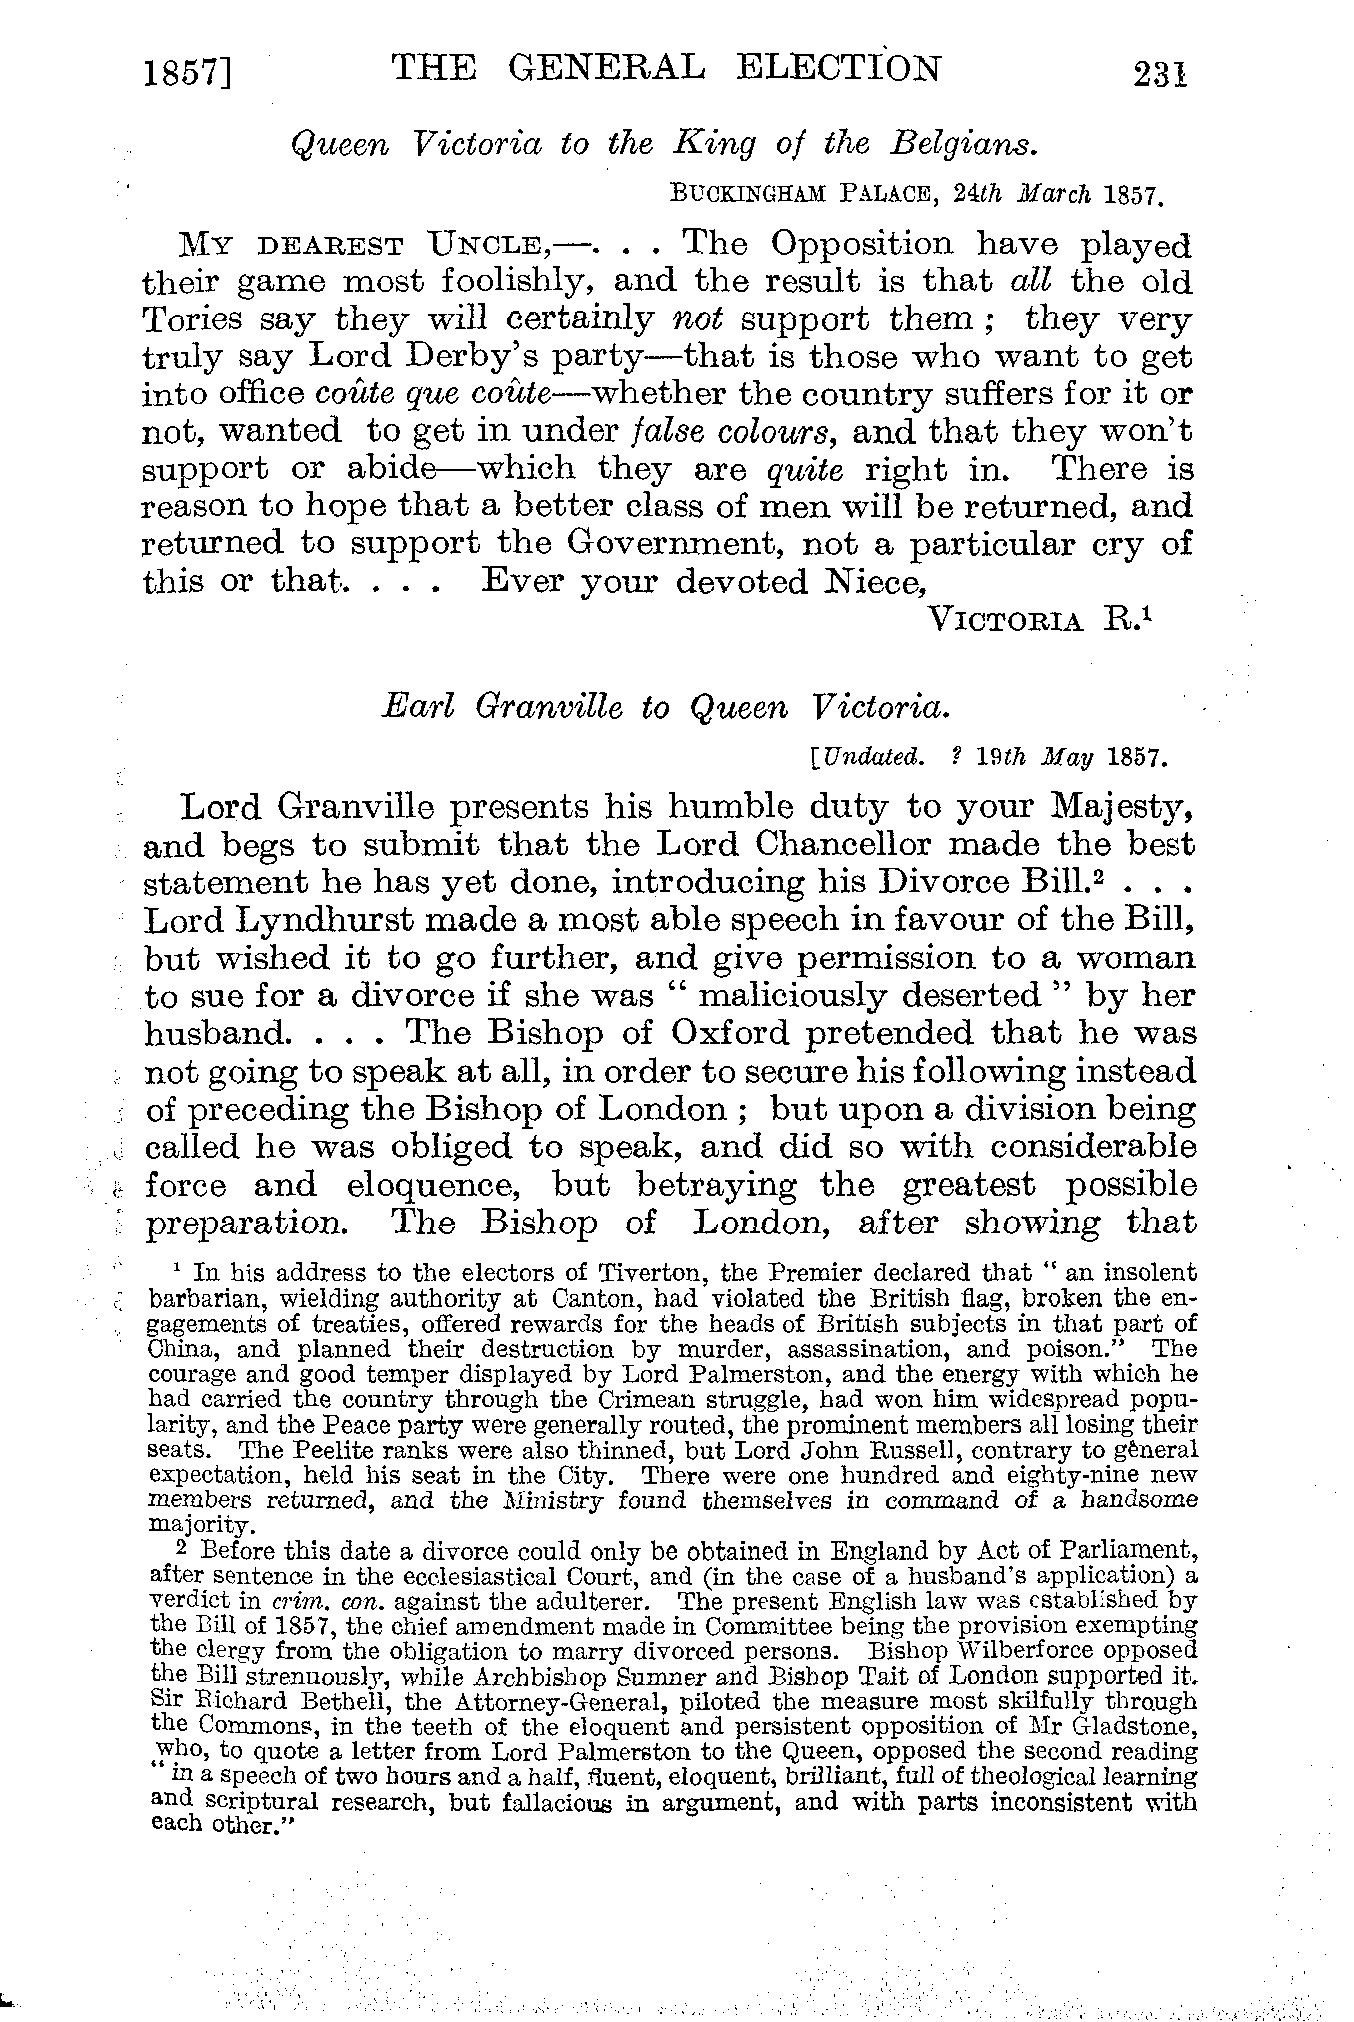 1857] THE GENERAL ELECTION 231
Queen Victoria to the King of the Belgians.
BUCKINGHAM PALACE, 24th March 1857.
MY DEAREST UNCLE,—. . . The Opposition have played
their game most foolishly, and the result is that all the old
Tories say they will certainly not support them ; they very
truly say Lord Derby's party—that is those who want to get
into office coûte que coûte—whether the country suffers for it or
not, wanted to get in under false colours, and that they won't
support or abide—which they are quite right in. There is
reason to hope that a better class of men will be returned, and
returned to support the Government, not a particular cry of
this or that. . . . Ever your devoted Niece,
VICTORIA R.¹
Earl Granville to Queen Victoria.
[Undated. ? 19th May 1857.
Lord Granville presents his humble duty to your Majesty,
and begs to submit that the Lord Chancellor made the best
statement he has yet done, introducing his Divorce Bill.² . . .
Lord Lyndhurst made a most able speech in favour of the Bill,
but wished it to go further, and give permission to a woman
to sue for a divorce if she was " maliciously deserted " by her
husband. . . . The Bishop of Oxford pretended that he was
not going to speak at all, in order to secure his following instead
of preceding the Bishop of London ; but upon a division being
called he was obliged to speak, and did so with considerable
force and eloquence, but betraying the greatest possible
preparation. The Bishop of London, after showing that
¹ In his address to the electors of Tiverton, the Premier declared that " an insolent
barbarian, wielding authority at Canton, had violated the British flag, broken the en-
gagements of treaties, offered rewards for the heads of British subjects in that part of
China, and planned their destruction by murder, assassination, and poison." The
courage and good temper displayed by Lord Palmerston, and the energy with which he
had carried the country through the Crimean struggle, had won him widespread popu-
larity, and the Peace party were generally routed, the prominent members all losing their
seats. The Peelite ranks were also thinned, but Lord John Russell, contrary to general
expectation, held his seat in the City. There were one hundred and eighty-nine new
members returned, and the Ministry found themselves in command of a handsome
majority.
² Before this date a divorce could only be obtained in England by Act of Parliament,
after sentence in the ecclesiastical Court, and (in the case of a husband's application) a
verdict in crim. con. against the adulterer. The present English law was established by
the Bill of 1857, the chief amendment made in Committee being the provision exempting
the clergy from the obligation to marry divorced persons. Bishop Wilberforce opposed
the Bill strenuously, while Archbishop Sumner and Bishop Tait of London supported it.
Sir Richard Bethell, the Attorney-General, piloted the measure most skilfully through
the Commons, in the teeth of the eloquent and persistent opposition of Mr Gladstone,
who, to quote a letter from Lord Palmerston to the Queen, opposed the second reading
" in a speech of two hours and a half, fluent, eloquent, brilliant, full of theological learning
and scriptural research, but fallacious in argument, and with parts inconsistent with
each other."